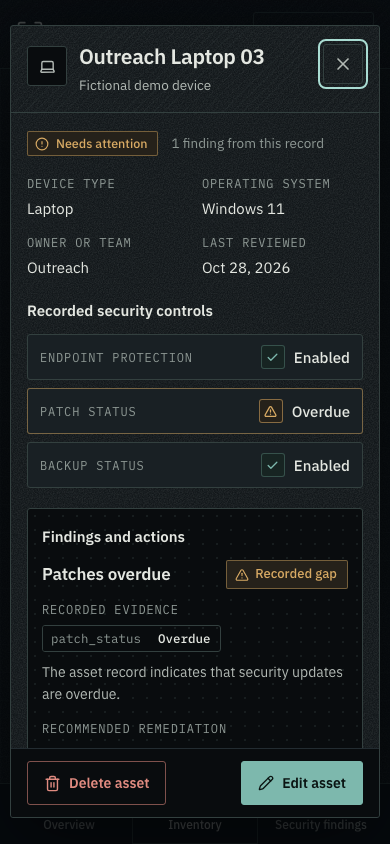 Outreach Laptop 03
Fictional demo device
Needs attention
1 finding from this record
DEVICE TYPE
OPERATING SYSTEM
Laptop
Windows 11
OWNER OR TEAM
LAST REVIEWED
Outreach
Oct 28, 2026
Recorded security controls
ENDPOINT PROTECTION
Enabled
PATCH STATUS
Overdue
BACKUP STATUS
Enabled
Findings and actions
Patches overdue
Recorded gap
RECORDED EVIDENCE
patch_status Overdue
The asset record indicates that security updates
are overdue.
RECOMMENDED REMEDIATION
Delete asset
Edit asset
Overview
Inventory
Security findings